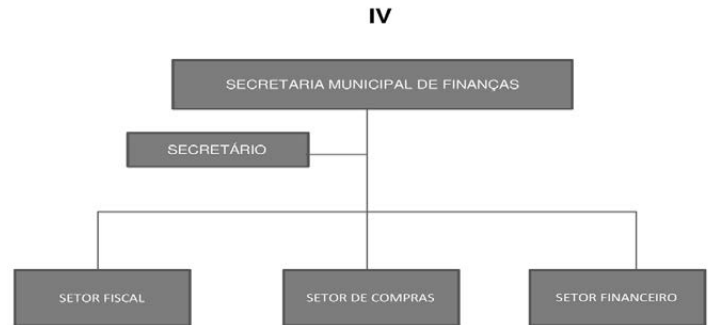 IV
SECRETARIA MUNICIPAL DE FINANÇAS
SECRETÁRIO
SETOR FISCAL
SETOR DE COMPRAS
SETOR FINANCEIRO